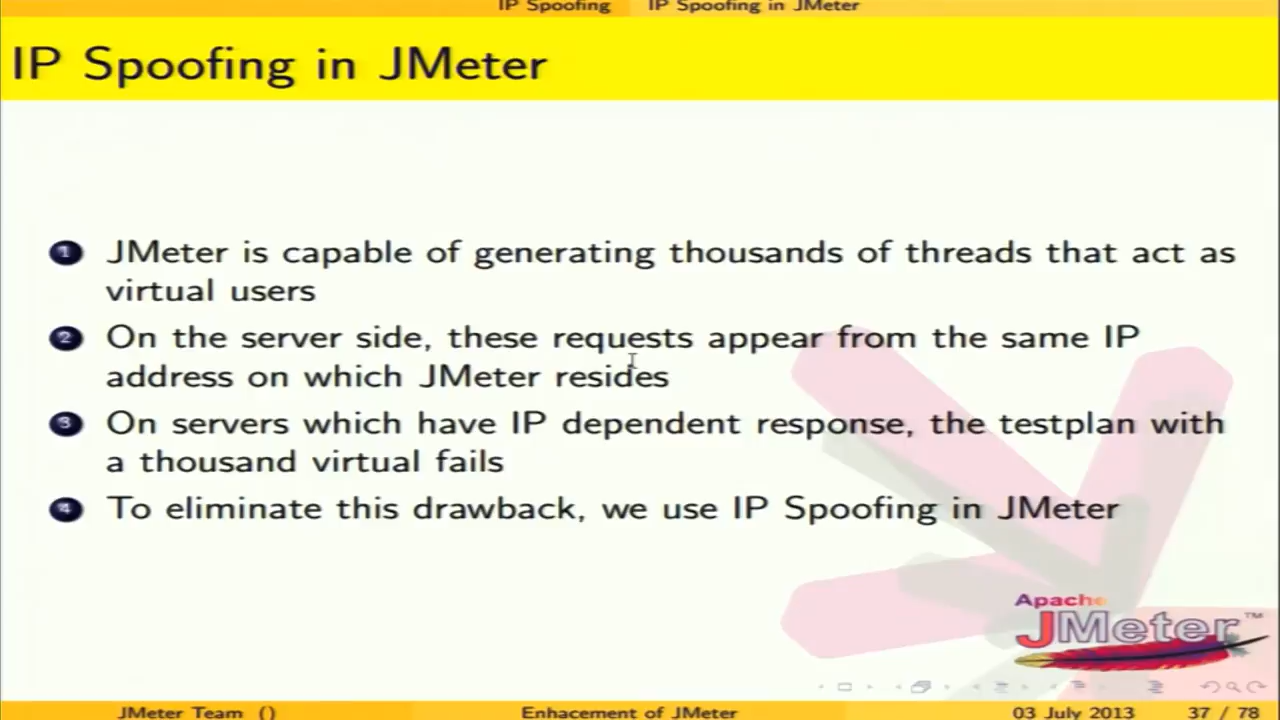 IP Spoofing IP Spoofing in JMeter
IP Spoofing in JMeter
1 JMeter is capable of generating thousands of threads that act as
virtual users
2 On the server side, these requests appear from the same IP
address on which JMeter resides
3 On servers which have IP dependent response, the testplan with
a thousand virtual fails
4 To eliminate this drawback, we use IP Spoofing in JMeter
Apache
JMeter™
JMeter Team () Enhacement of JMeter 03 July 2013 37 / 78